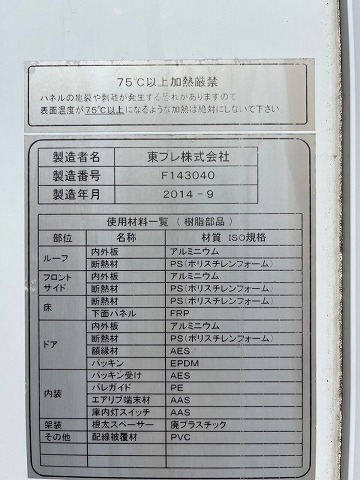 75℃以上加熱厳禁
パネルの亀裂や剥離が発生する恐れがありますので
表面温度が75℃以上になるような加熱は絶対にしないで下さい
製造者名 東プレ株式会社
製造番号 F143040
製造年月 2014-9
使用材料一覧（樹脂部品）
部位 名称 材質 ISO規格
ルーフ 内外板 アルミニウム
断熱材 PS(ポリスチレンフォーム)
フロント サイド 内外板 アルミニウム
断熱材 PS(ポリスチレンフォーム)
床 断熱材 PS(ポリスチレンフォーム)
下面パネル FRP
ドア 内外板 アルミニウム
断熱材 PS(ポリスチレンフォーム)
額縁材 AES
パッキン EPDM
内装 パッキン受け AES
パレガイド PE
エアリブ端末材 AAS
庫内灯スイッチ AAS
架装 根太スペーサー 廃プラスチック
その他 配線被覆材 PVC